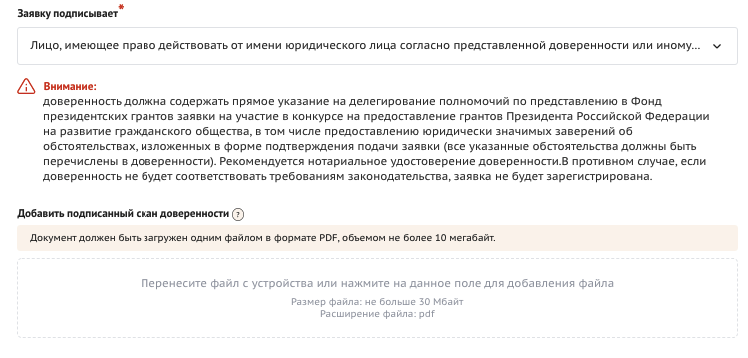 Заявку подписывает*
Лицо, имеющее право действовать от имени юридического лица согласно представленной доверенности или иному...
Внимание:
доверенность должна содержать прямое указание на делегирование полномочий по представлению в Фонд
президентских грантов заявки на участие в конкурсе на предоставление грантов Президента Российской Федерации
на развитие гражданского общества, в том числе предоставлению юридически значимых заверений об
обстоятельствах, изложенных в форме подтверждения подачи заявки (все указанные обстоятельства должны быть
перечислены в доверенности). Рекомендуется нотариальное удостоверение доверенности.В противном случае, если
доверенность не будет соответствовать требованиям законодательства, заявка не будет зарегистрирована.
Добавить подписанный скан доверенности ?
Документ должен быть загружен одним файлом в формате PDF, объемом не более 10 мегабайт.
Перенесите файл с устройства или нажмите на данное поле для добавления файла
Размер файла: не больше 30 Мбайт
Расширение файла: pdf